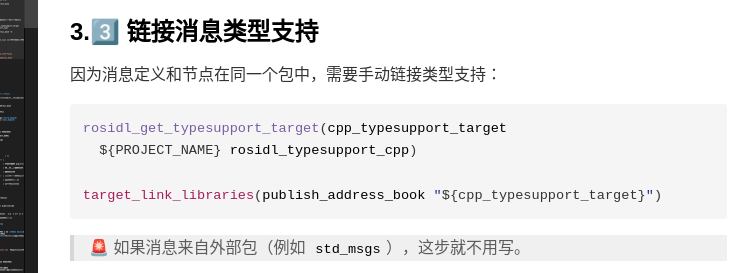 3.3️⃣ 链接消息类型支持
因为消息定义和节点在同一个包中，需要手动链接类型支持：
rosidl_get_typesupport_target(cpp_typesupport_target
  ${PROJECT_NAME} rosidl_typesupport_cpp)
target_link_libraries(publish_address_book "${cpp_typesupport_target}")
🚨 如果消息来自外部包（例如 std_msgs ），这步就不用写。